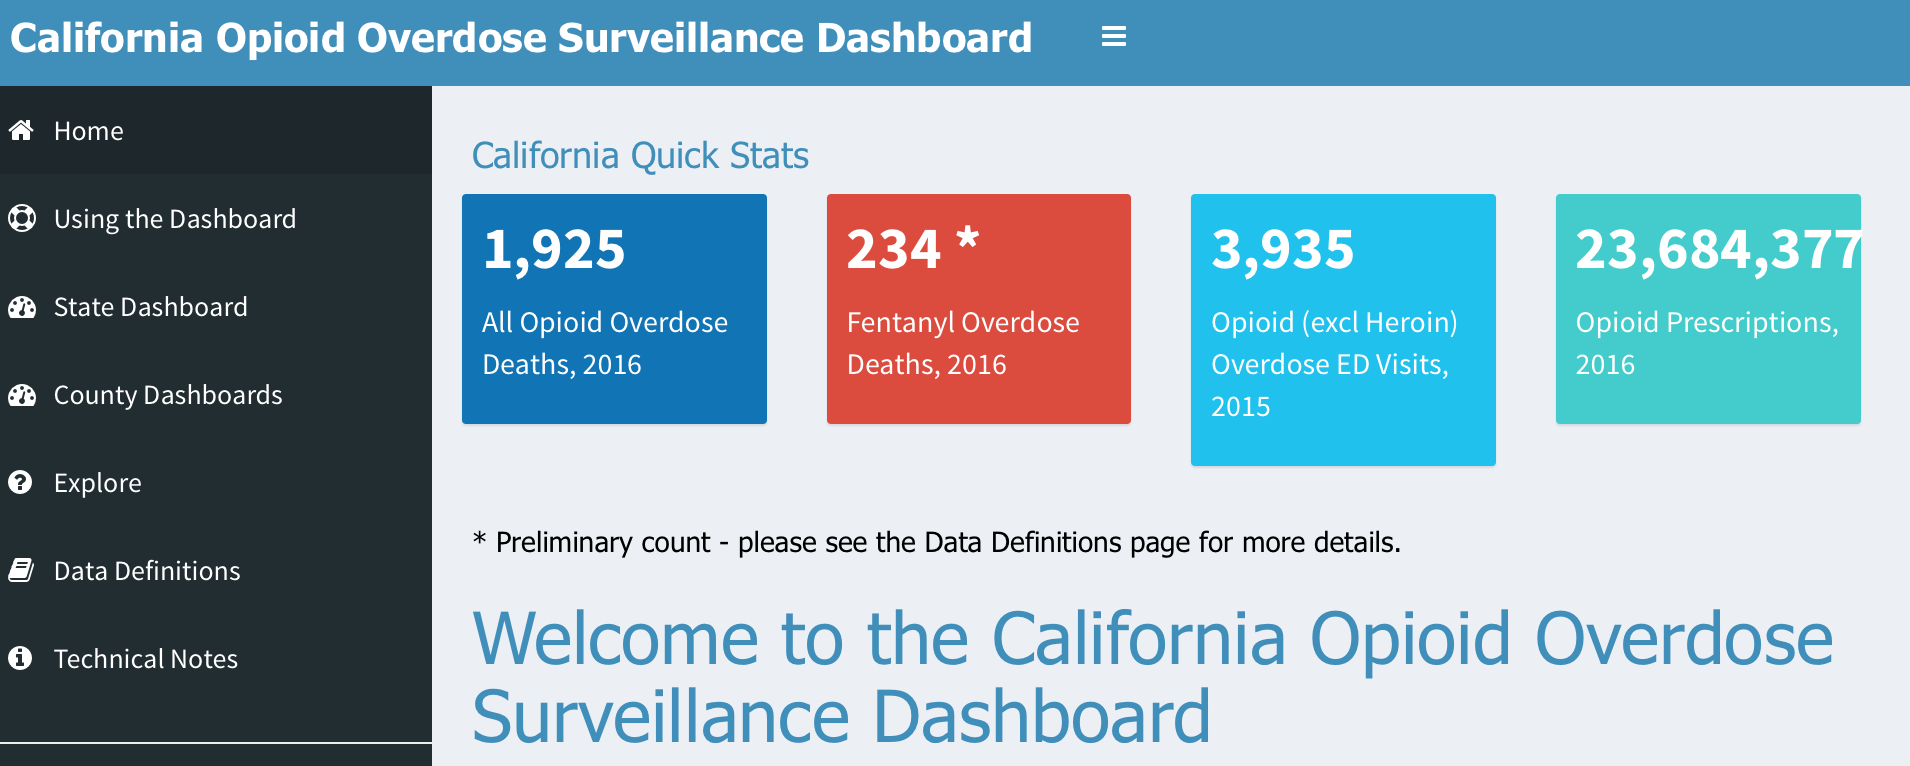 California Opioid Overdose Surveillance Dashboard
Home
Using the Dashboard
State Dashboard
County Dashboards
Explore
Data Definitions
Technical Notes
California Quick Stats
1,925
All Opioid Overdose
Deaths, 2016
234 *
Fentanyl Overdose
Deaths, 2016
3,935
Opioid (excl Heroin)
Overdose ED Visits,
2015
23,684,377
Opioid Prescriptions,
2016
* Preliminary count - please see the Data Definitions page for more details.
Welcome to the California Opioid Overdose
Surveillance Dashboard